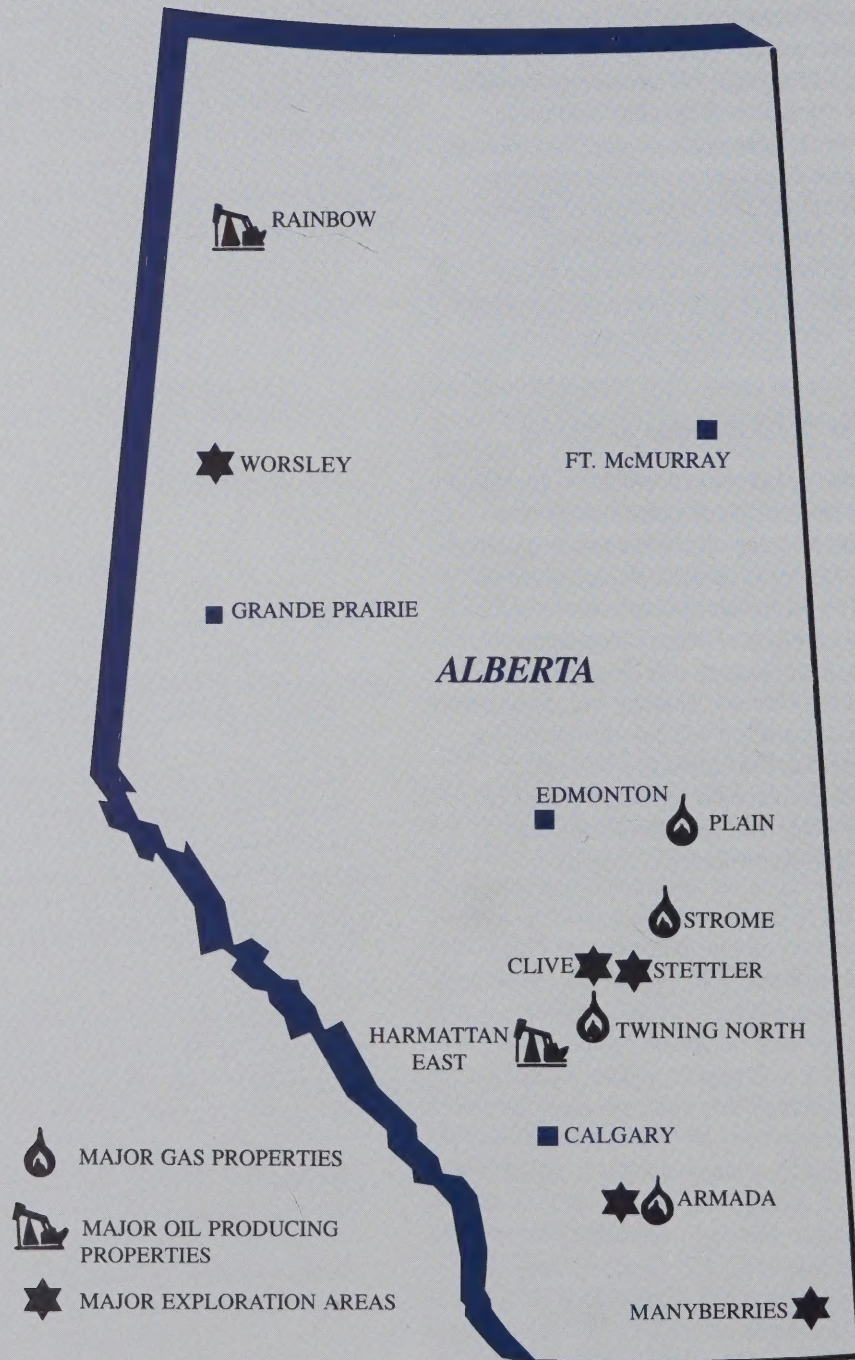 RAINBOW
WORSLEY
FT. McMURRAY
GRANDE PRAIRIE
ALBERTA
EDMONTON
PLAIN
STROME
CLIVE
STETTLER
HARMATTAN
EAST
TWINING NORTH
CALGARY
MAJOR GAS PROPERTIES
ARMADA
MAJOR OIL PRODUCING
PROPERTIES
MAJOR EXPLORATION AREAS
MANYBERRIES